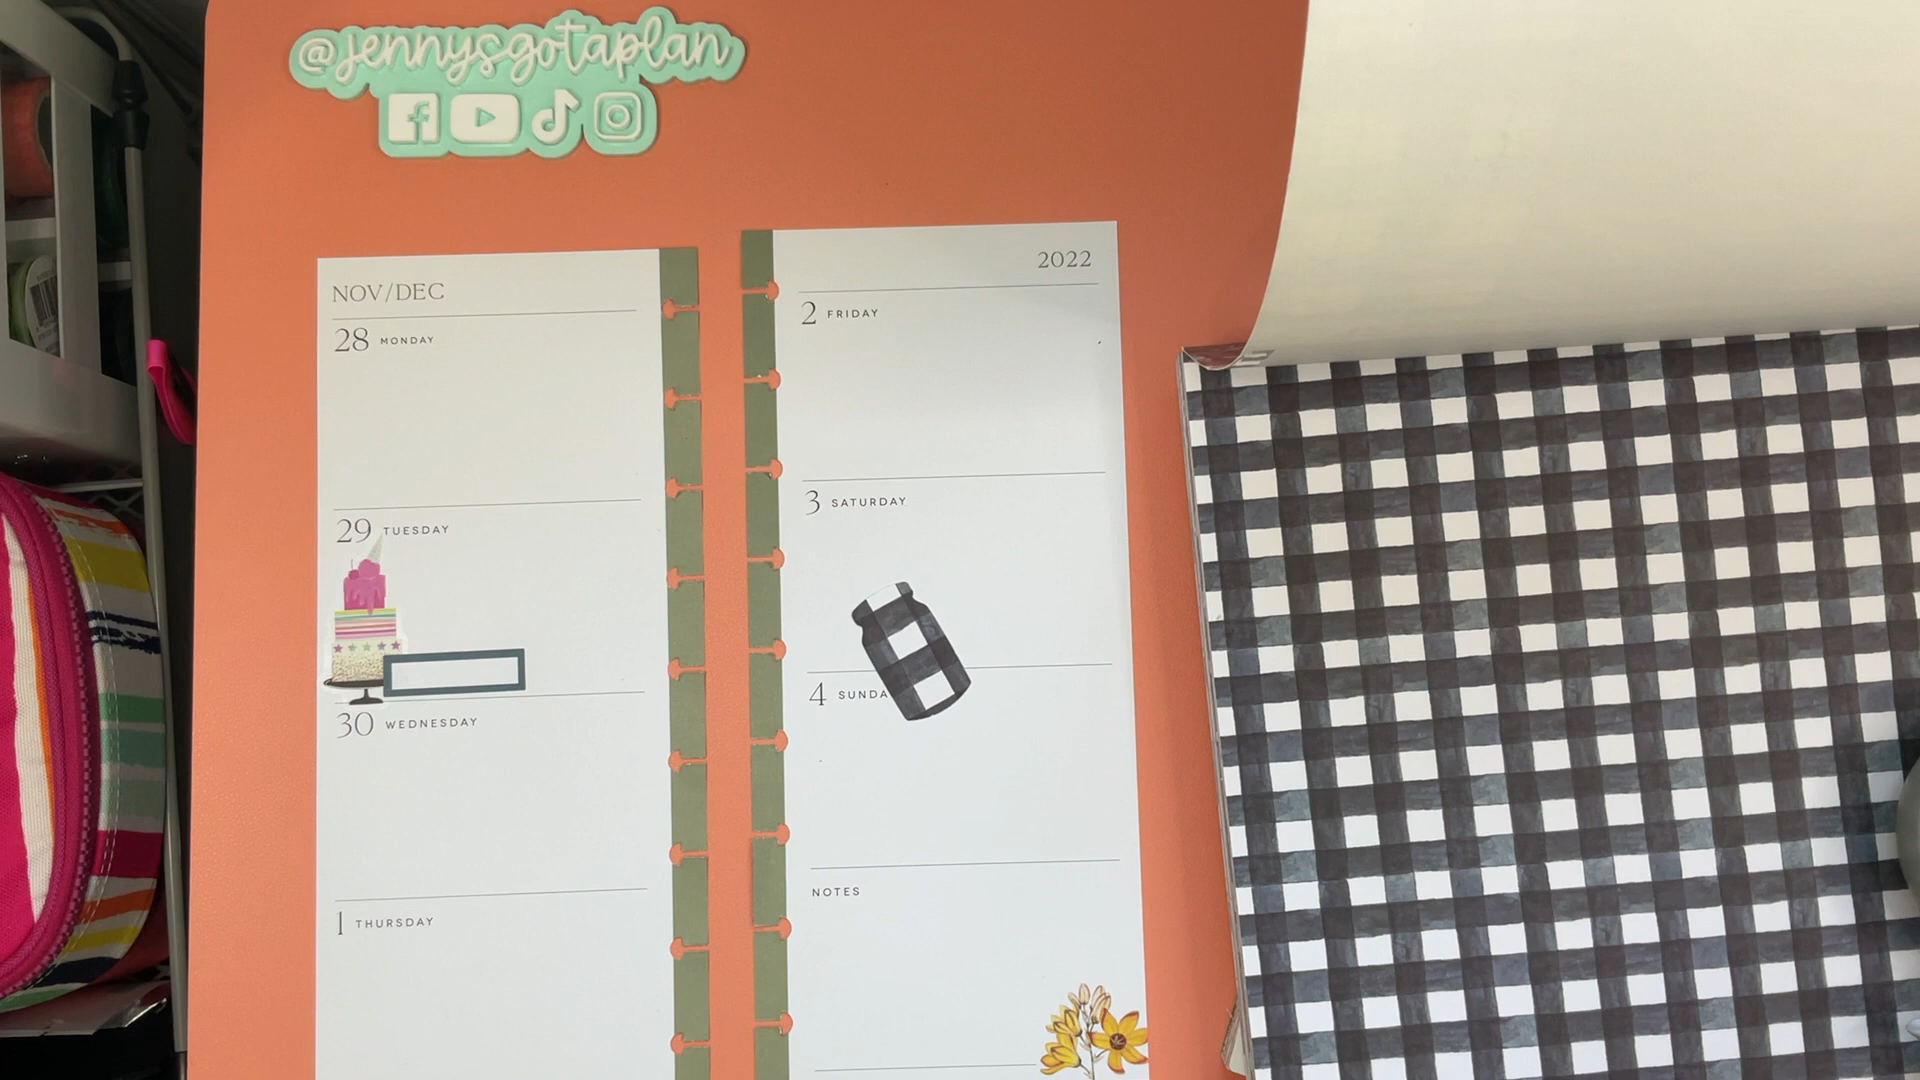 @jennysgotaplan
NOV/DEC
28 MONDAY
29 TUESDAY
30 WEDNESDAY
1 THURSDAY
2022
2 FRIDAY
3 SATURDAY
4 SUNDA
NOTES